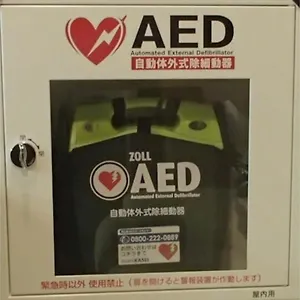 AED
Automated External Defibrillator
自動体外式除細動器
ZOLL
AED
Automated External Defibrillator
自動体外式除細動器
0800-222-0889
緊急時以外 使用禁止 (扉を開けると警報装置が作動します)
屋内用